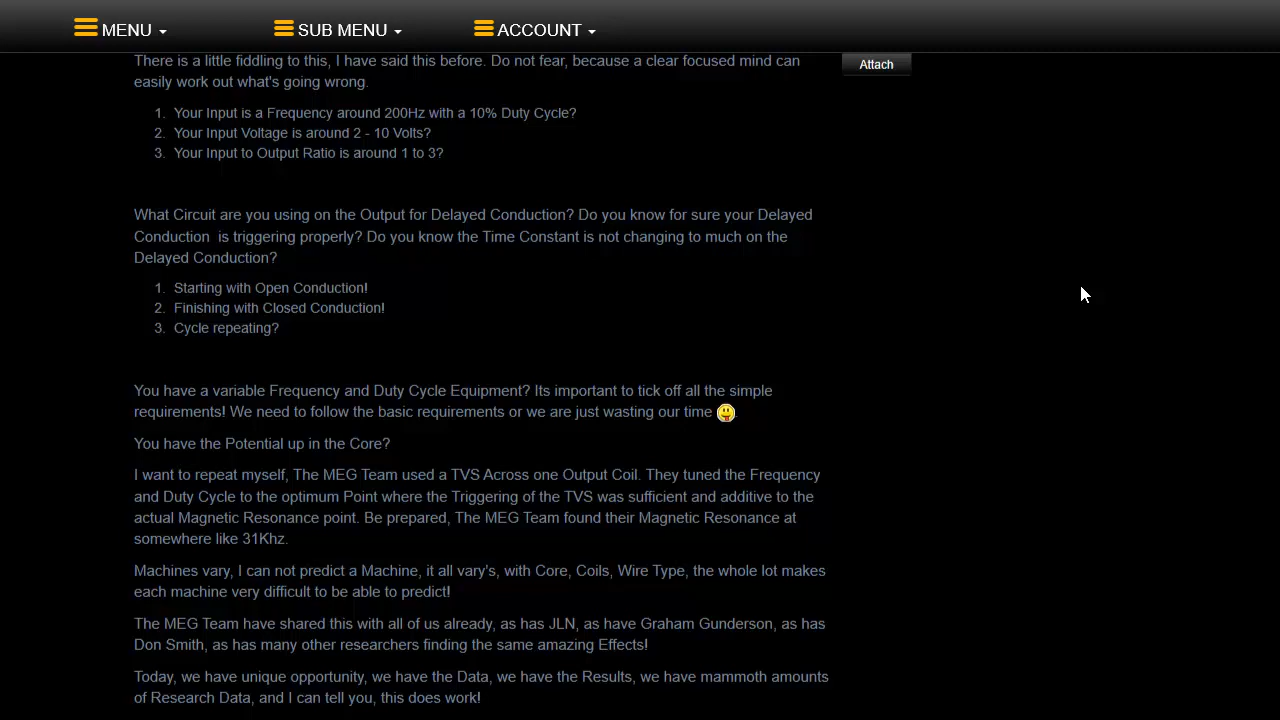 MENU
SUB MENU
ACCOUNT
There is a little fiddling to this, I have said this before. Do not fear, because a clear focused mind can
easily work out what's going wrong.
Attach
1. Your Input is a Frequency around 200Hz with a 10% Duty Cycle?
2. Your Input Voltage is around 2 - 10 Volts?
3. Your Input to Output Ratio is around 1 to 3?
What Circuit are you using on the Output for Delayed Conduction? Do you know for sure your Delayed
Conduction  is triggering properly? Do you know the Time Constant is not changing to much on the
Delayed Conduction?
1. Starting with Open Conduction!
2. Finishing with Closed Conduction!
3. Cycle repeating?
You have a variable Frequency and Duty Cycle Equipment? Its important to tick off all the simple
requirements! We need to follow the basic requirements or we are just wasting our time
You have the Potential up in the Core?
I want to repeat myself, The MEG Team used a TVS Across one Output Coil. They tuned the Frequency
and Duty Cycle to the optimum Point where the Triggering of the TVS was sufficient and additive to the
actual Magnetic Resonance point. Be prepared, The MEG Team found their Magnetic Resonance at
somewhere like 31Khz.
Machines vary, I can not predict a Machine, it all vary's, with Core, Coils, Wire Type, the whole lot makes
each machine very difficult to be able to predict!
The MEG Team have shared this with all of us already, as has JLN, as have Graham Gunderson, as has
Don Smith, as has many other researchers finding the same amazing Effects!
Today, we have unique opportunity, we have the Data, we have the Results, we have mammoth amounts
of Research Data, and I can tell you, this does work!